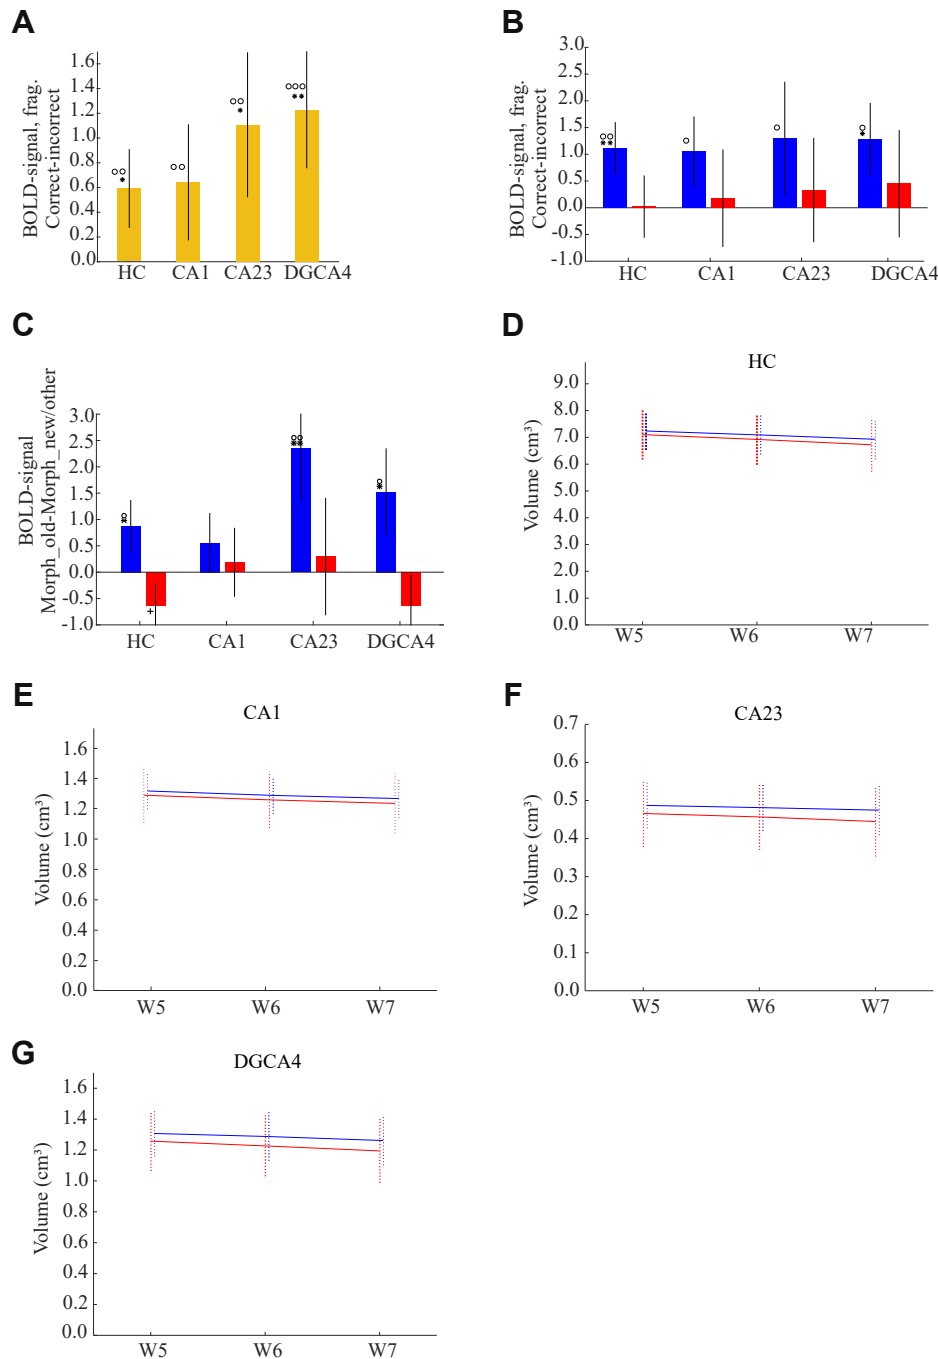 A
BOLD-signal, frag.
Correct-incorrect
1.6
1.4
1.2
1.0
0.8
0.6
0.4
0.2
0.0
HC CA1 CA23 DGCA4
B
BOLD-signal, frag.
Correct-incorrect
3.0
2.5
2.0
1.5
1.0
0.5
0.0
-0.5
-1.0
HC CA1 CA23 DGCA4
C
BOLD-signal
Morph_old-Morph_new/other
3.0
2.5
2.0
1.5
1.0
0.5
0.0
-0.5
-1.0
HC CA1 CA23 DGCA4
D
HC
Volume (cm³)
9.0
8.0
7.0
6.0
5.0
4.0
3.0
2.0
1.0
0.0
W5 W6 W7
E
CA1
Volume (cm³)
1.6
1.4
1.2
1.0
0.8
0.6
0.4
0.2
0.0
W5 W6 W7
F
CA23
Volume (cm³)
0.7
0.6
0.5
0.4
0.3
0.2
0.1
0.0
W5 W6 W7
G
DGCA4
Volume (cm³)
1.6
1.4
1.2
1.0
0.8
0.6
0.4
0.2
0.0
W5 W6 W7